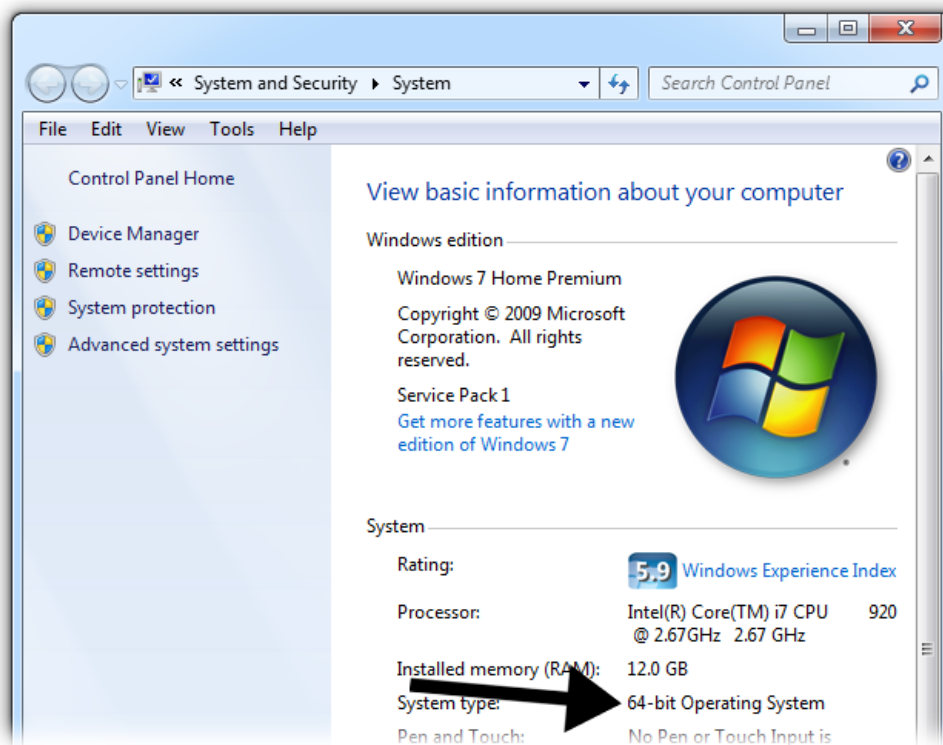 « System and Security ▸ System
Search Control Panel
File Edit View Tools Help
Control Panel Home
Device Manager
Remote settings
System protection
Advanced system settings
View basic information about your computer
Windows edition
Windows 7 Home Premium
Copyright © 2009 Microsoft
Corporation. All rights
reserved.
Service Pack 1
Get more features with a new
edition of Windows 7
System
Rating: 5.9 Windows Experience Index
Processor: Intel(R) Core(TM) i7 CPU 920
@ 2.67GHz 2.67 GHz
Installed memory (RAM): 12.0 GB
System type: 64-bit Operating System
Pen and Touch: No Pen or Touch Input is